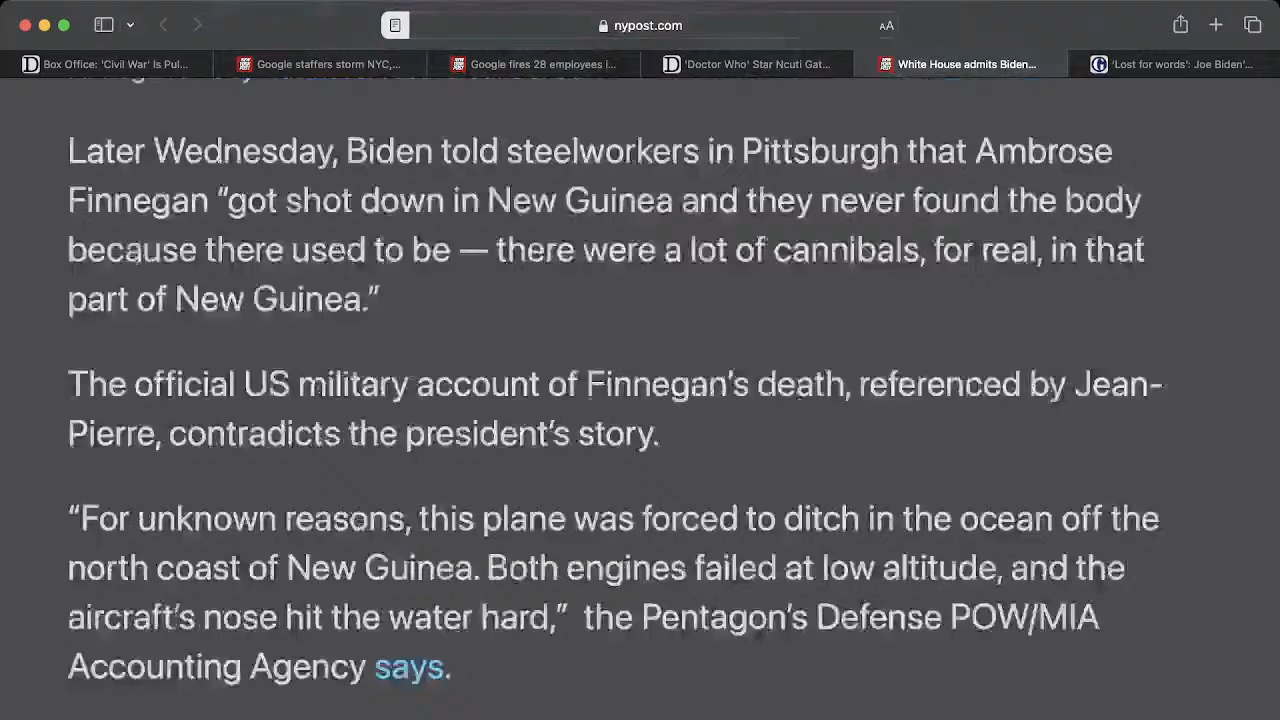 nypost.com
AA
Box Office: 'Civil War' Is Pul...
Google staffers storm NYC,...
Google fires 28 employees i...
'Doctor Who' Star Ncuti Gat...
White House admits Biden...
'Lost for words': Joe Biden'...
Later Wednesday, Biden told steelworkers in Pittsburgh that Ambrose
Finnegan “got shot down in New Guinea and they never found the body
because there used to be — there were a lot of cannibals, for real, in that
part of New Guinea.”
The official US military account of Finnegan’s death, referenced by Jean-
Pierre, contradicts the president’s story.
“For unknown reasons, this plane was forced to ditch in the ocean off the
north coast of New Guinea. Both engines failed at low altitude, and the
aircraft’s nose hit the water hard,” the Pentagon’s Defense POW/MIA
Accounting Agency says.